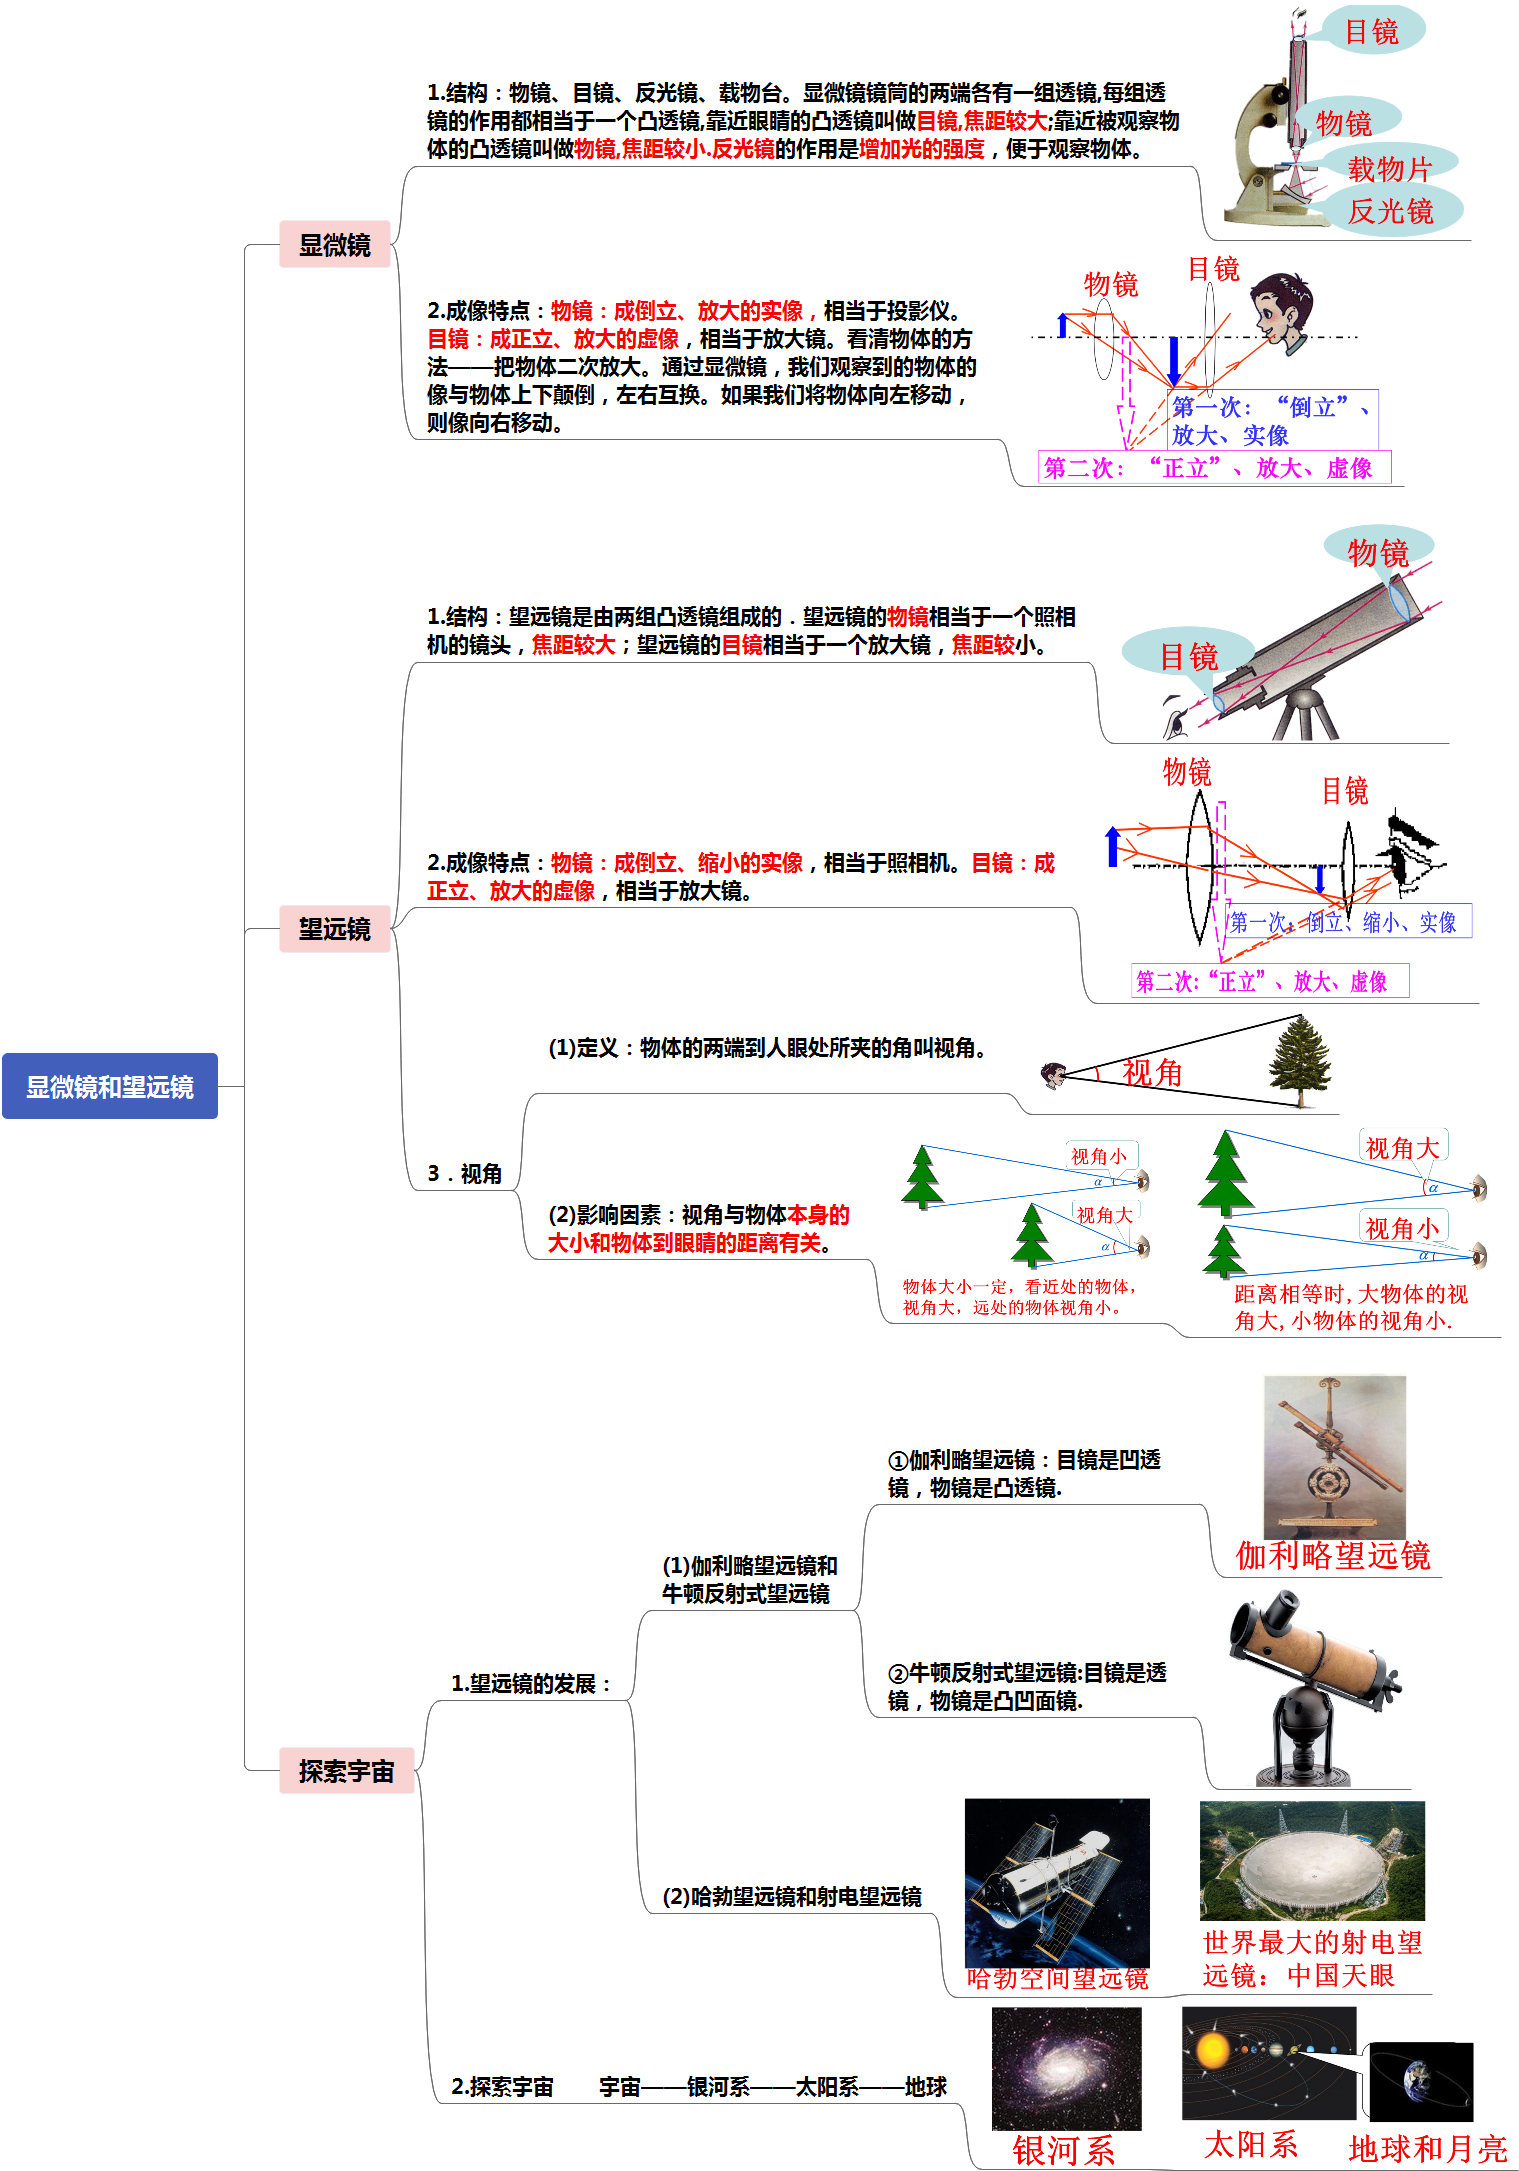 显微镜和望远镜
显微镜
1.结构：物镜、目镜、反光镜、载物台。显微镜镜筒的两端各有一组透镜,每组透
镜的作用都相当于一个凸透镜,靠近眼睛的凸透镜叫做目镜,焦距较大;靠近被观察物
体的凸透镜叫做物镜,焦距较小.反光镜的作用是增加光的强度，便于观察物体。
目镜
物镜
载物片
反光镜
2.成像特点：物镜：成倒立、放大的实像，相当于投影仪。
目镜：成正立、放大的虚像，相当于放大镜。看清物体的方
法——把物体二次放大。通过显微镜，我们观察到的物体的
像与物体上下颠倒，左右互换。如果我们将物体向左移动，
则像向右移动。
物镜
目镜
第一次：“倒立”、
放大、实像
第二次：“正立”、放大、虚像
望远镜
1.结构：望远镜是由两组凸透镜组成的．望远镜的物镜相当于一个照相
机的镜头，焦距较大；望远镜的目镜相当于一个放大镜，焦距较小。
物镜
目镜
2.成像特点：物镜：成倒立、缩小的实像，相当于照相机。目镜：成
正立、放大的虚像，相当于放大镜。
物镜
目镜
第一次：倒立、缩小、实像
第二次:“正立”、放大、虚像
3．视角
(1)定义：物体的两端到人眼处所夹的角叫视角。
视角
(2)影响因素：视角与物体本身的
大小和物体到眼睛的距离有关。
视角小
α
视角大
α
物体大小一定，看近处的物体，
视角大，远处的物体视角小。
视角大
α
视角小
α
距离相等时,大物体的视
角大,小物体的视角小.
探索宇宙
1.望远镜的发展：
(1)伽利略望远镜和
牛顿反射式望远镜
①伽利略望远镜：目镜是凹透
镜，物镜是凸透镜.
伽利略望远镜
②牛顿反射式望远镜:目镜是透
镜，物镜是凸凹面镜.
(2)哈勃望远镜和射电望远镜
哈勃空间望远镜
世界最大的射电望
远镜：中国天眼
2.探索宇宙 宇宙——银河系——太阳系——地球
银河系
太阳系
地球和月亮